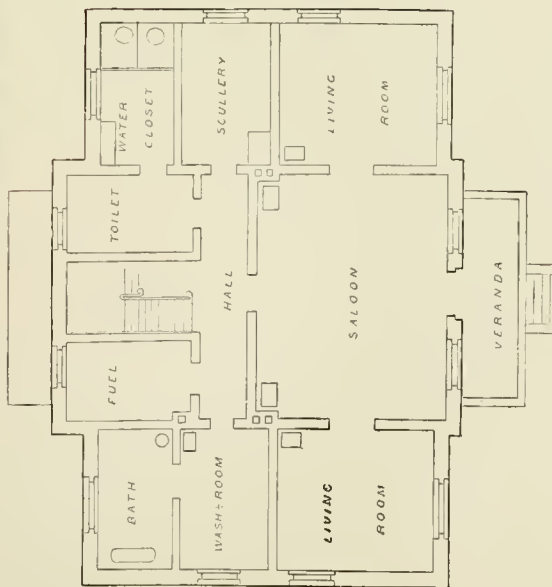 WATER
CLOSET
SCULLERY
LIVING
ROOM
TOILET
HALL
SALOON
VERANDA
FUEL
BATH
WASH-ROOM
LIVING
ROOM